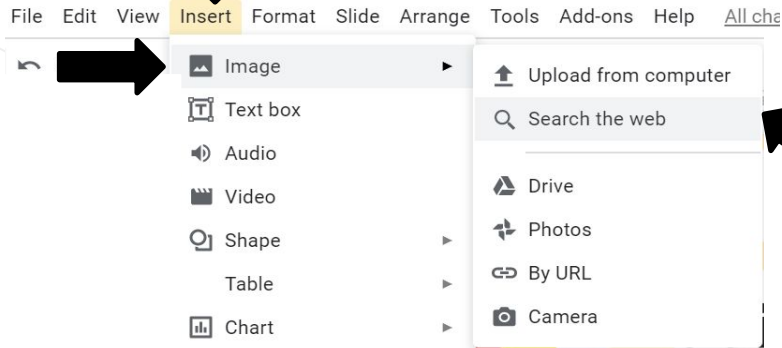 File Edit View Insert Format Slide Arrange Tools Add-ons Help All
Image
Text box
Audio
Video
Shape
Table
Chart
Upload from computer
Search the web
Drive
Photos
By URL
Camera